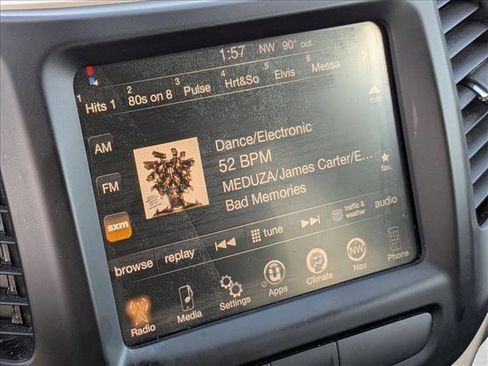 1:57 NW 90° out.
1 Hits 1 2 80s on 8 3 Pulse 4 Hrt&So 5 Elvis 6 Messa
map
AM
Dance/Electronic
52 BPM
FM
MEDUZA/James Carter/E...
fav.
Bad Memories
sxm
browse replay tune traffic & weather audio
Radio Media Settings Apps Climate NW Nav Phone